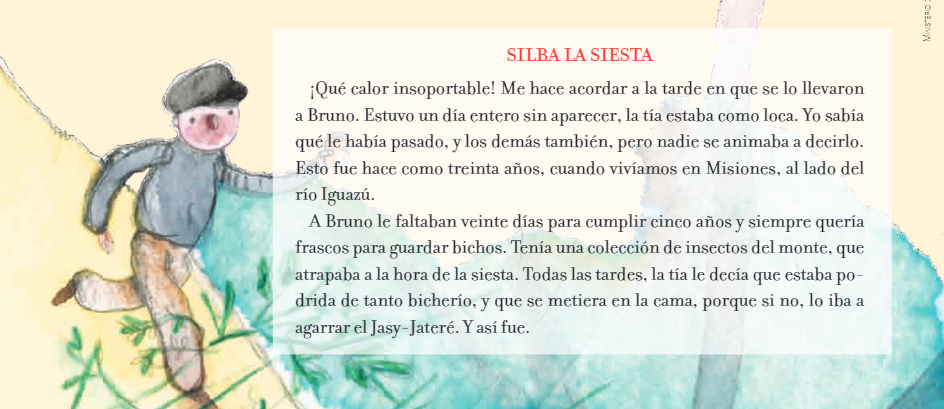 MINISTERO
SILBA LA SIESTA
¡Qué calor insoportable! Me hace acordar a la tarde en que se lo llevaron
a Bruno. Estuvo un día entero sin aparecer, la tía estaba como loca. Yo sabía
qué le había pasado, y los demás también, pero nadie se animaba a decirlo.
Esto fue hace como treinta años, cuando vivíamos en Misiones, al lado del
río Iguazú.
A Bruno le faltaban veinte días para cumplir cinco años y siempre quería
frascos para guardar bichos. Tenía una colección de insectos del monte, que
atrapaba a la hora de la siesta. Todas las tardes, la tía le decía que estaba po-
drida de tanto bicherío, y que se metiera en la cama, porque si no, lo iba a
agarrar el Jasy-Jateré. Y así fue.